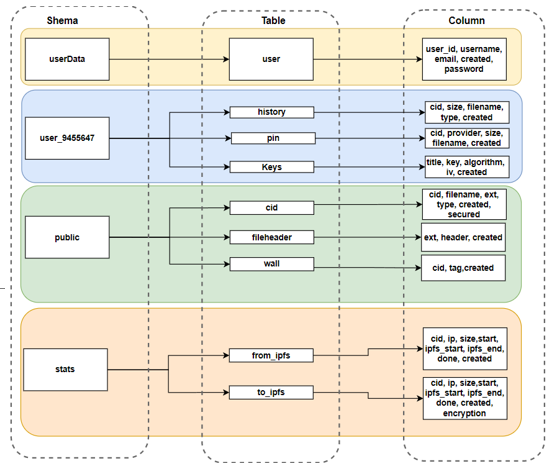 Shema
Table
Column
userData
user
user_id, username,
email, created,
password
user_9455647
history
cid, size, filename,
type, created
pin
cid, provider, size,
filename, created
Keys
title, key, algorithm,
iv, created
public
cid
cid, filename, ext,
type, created,
secured
fileheader
ext, header, created
wall
cid, tag,created
stats
from_ipfs
cid, ip, size,start,
ipfs_start, ipfs_end,
done, created
to_ipfs
cid, ip, size,start,
ipfs_start, ipfs_end,
done, created,
encryption